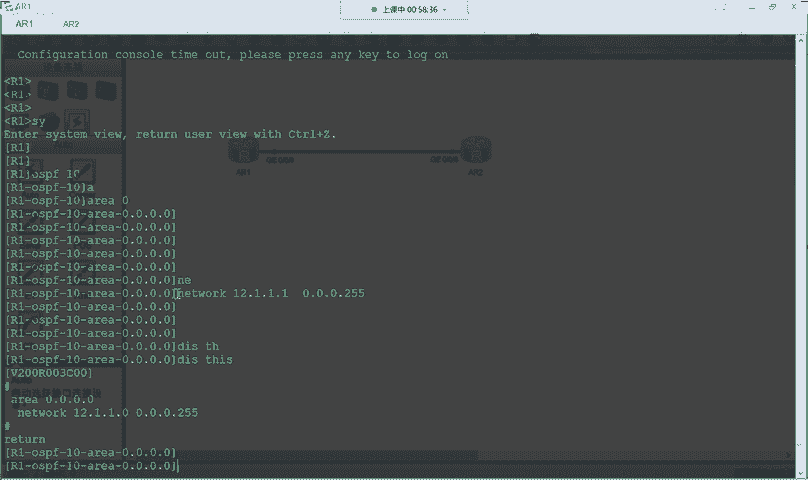 AR1
上课中 00:58:36
AR1 AR2
Configuration console time out, please press any key to log on
<R1>
<R1>
<R1>
<R1>sy
Enter system view, return user view with Ctrl+Z.
[R1]
[R1]
[R1]ospf 10
[R1-ospf-10]a
[R1-ospf-10]area 0
[R1-ospf-10-area-0.0.0.0]
[R1-ospf-10-area-0.0.0.0]
[R1-ospf-10-area-0.0.0.0]
[R1-ospf-10-area-0.0.0.0]
[R1-ospf-10-area-0.0.0.0]
[R1-ospf-10-area-0.0.0.0]ne
[R1-ospf-10-area-0.0.0.0]network 12.1.1.1  0.0.0.255
[R1-ospf-10-area-0.0.0.0]
[R1-ospf-10-area-0.0.0.0]
[R1-ospf-10-area-0.0.0.0]
[R1-ospf-10-area-0.0.0.0]dis th
[R1-ospf-10-area-0.0.0.0]dis this
[V200R003C00]
#
area 0.0.0.0
network 12.1.1.0 0.0.0.255
#
return
[R1-ospf-10-area-0.0.0.0]
[R1-ospf-10-area-0.0.0.0]
AR1
AR2